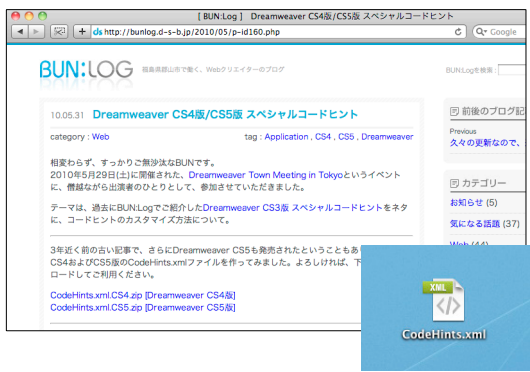 [ BUN:Log ] Dreamweaver CS4版/CS5版 スペシャルコードヒント
ds http://bunlog.d-s-b.jp/2010/05/p-id160.php
Google
BUN:LOG
福島県郡山市で働く、Webクリエイターのブログ
BUN:Logを検索 :
10.05.31 Dreamweaver CS4版/CS5版 スペシャルコードヒント
category : Web
tag : Application , CS4 , CS5 , Dreamweaver
相変わらず、すっかりご無沙汰なBUNです。
2010年5月29日(土)に開催された、Dreamweaver Town Meeting in Tokyoというイベント
に、僭越ながら出演者のひとりとして、参加させていただきました。
テーマは、過去にBUN:Logでご紹介したDreamweaver CS3版 スペシャルコードヒントをネタ
に、コードヒントのカスタマイズ方法について。
3年近く前の古い記事で、さらにDreamweaver CS5も発売されたということもあ
CS4およびCS5版のCodeHints.xmlファイルを作ってみました。よろしければ、下
ロードしてご利用ください。
CodeHints.xml.CS4.zip [Dreamweaver CS4版]
CodeHints.xml.CS5.zip [Dreamweaver CS5版]
前後のブログ記
Previous
久々の更新なので、
カテゴリー
お知らせ (5)
気になる話題 (37)
Web (44)
XML
CodeHints.xml